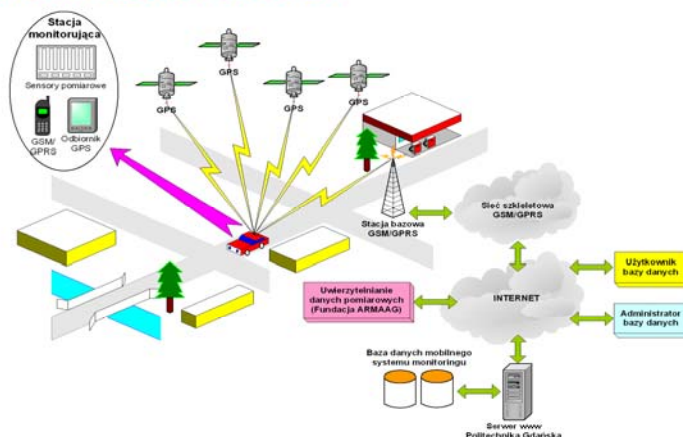 Stacja
monitorująca
Sensory pomiarowe
GSM/
GPRS
Odbiornik
GPS
GPS
GPS
GPS
GPS
Stacja bazowa
GSM/GPRS
Sieć szkieletowa
GSM/GPRS
Użytkownik
bazy danych
Uwierzytelnianie
danych pomiarowych
(Fundacja ARMAAG)
INTERNET
Administrator
bazy danych
Baza danych mobilnego
systemu monitoringu
Serwer www
Politechnika Gdańska